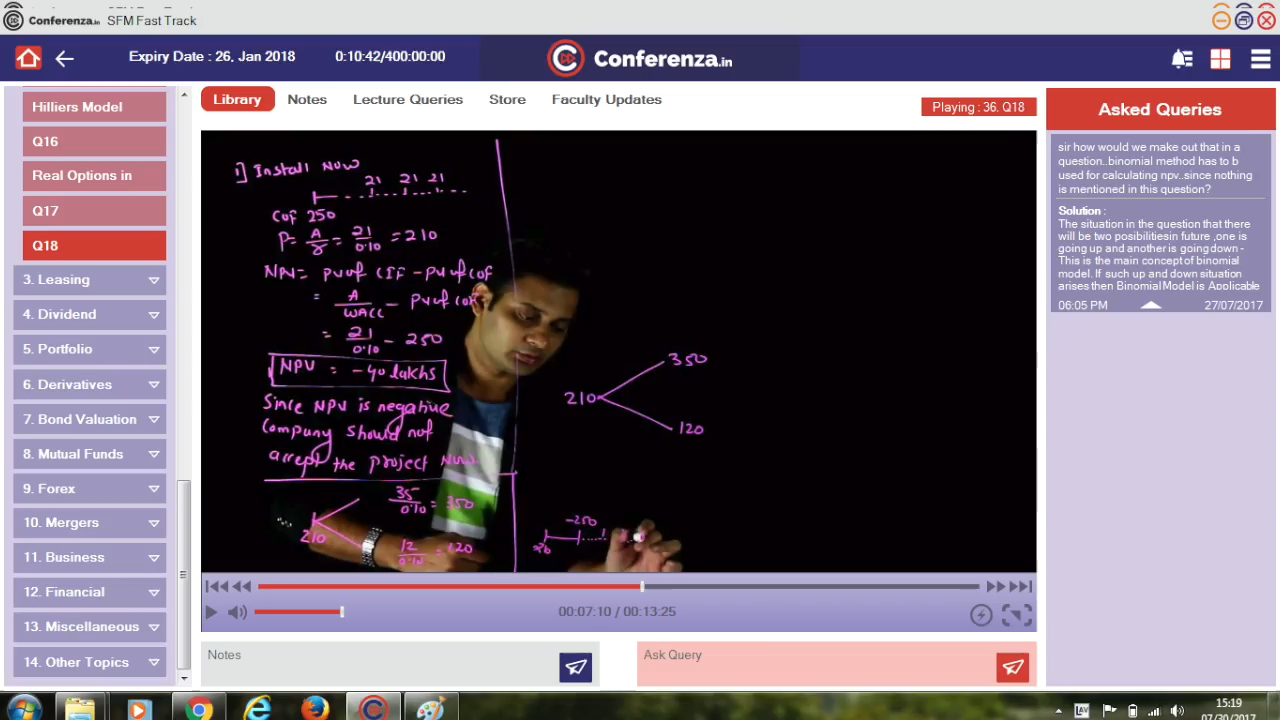 Conferenza.in
SFM Fast Track
SFM Fast Track
Expiry Date : 26, Jan 2018
0:10:42/400:00:00
Conferenza.in
Hilliers Model
Q16
Real Options in
Q17
Q18
3. Leasing
4. Dividend
5. Portfolio
6. Derivatives
7. Bond Valuation
8. Mutual Funds
9. Forex
10. Mergers
11. Business
12. Financial
13. Miscellaneous
14. Other Topics
Library Notes Lecture Queries Store Faculty Updates
Playing : 36. Q18
1] Install Now
21 21 21
Cof 250
P= A/r = 21/0.10 = 210
NPV= PV of CIF - PV of COF
= A/WACC - PV of COF
= 21/0.10 - 250
NPV = -40 lakhs
Since NPV is negative
Company should not
accept the project Now
210
35/0.10 = 350
12/0.10 = 120
210
350
120
-250
00:07:10 / 00:13:25
Notes
Ask Query
Asked Queries
sir how would we make out that in a
question..binomial method has to b
used for calculating npv..since nothing
is mentioned in this question?
Solution :
The situation in the question that there
will be two posibilitiesin future ,one is
going up and another is going down -
This is the main concept of binomial
model. If such up and down situation
arises then Binomial Model is Applicable
06:05 PM
27/07/2017
15:19
07/30/2017